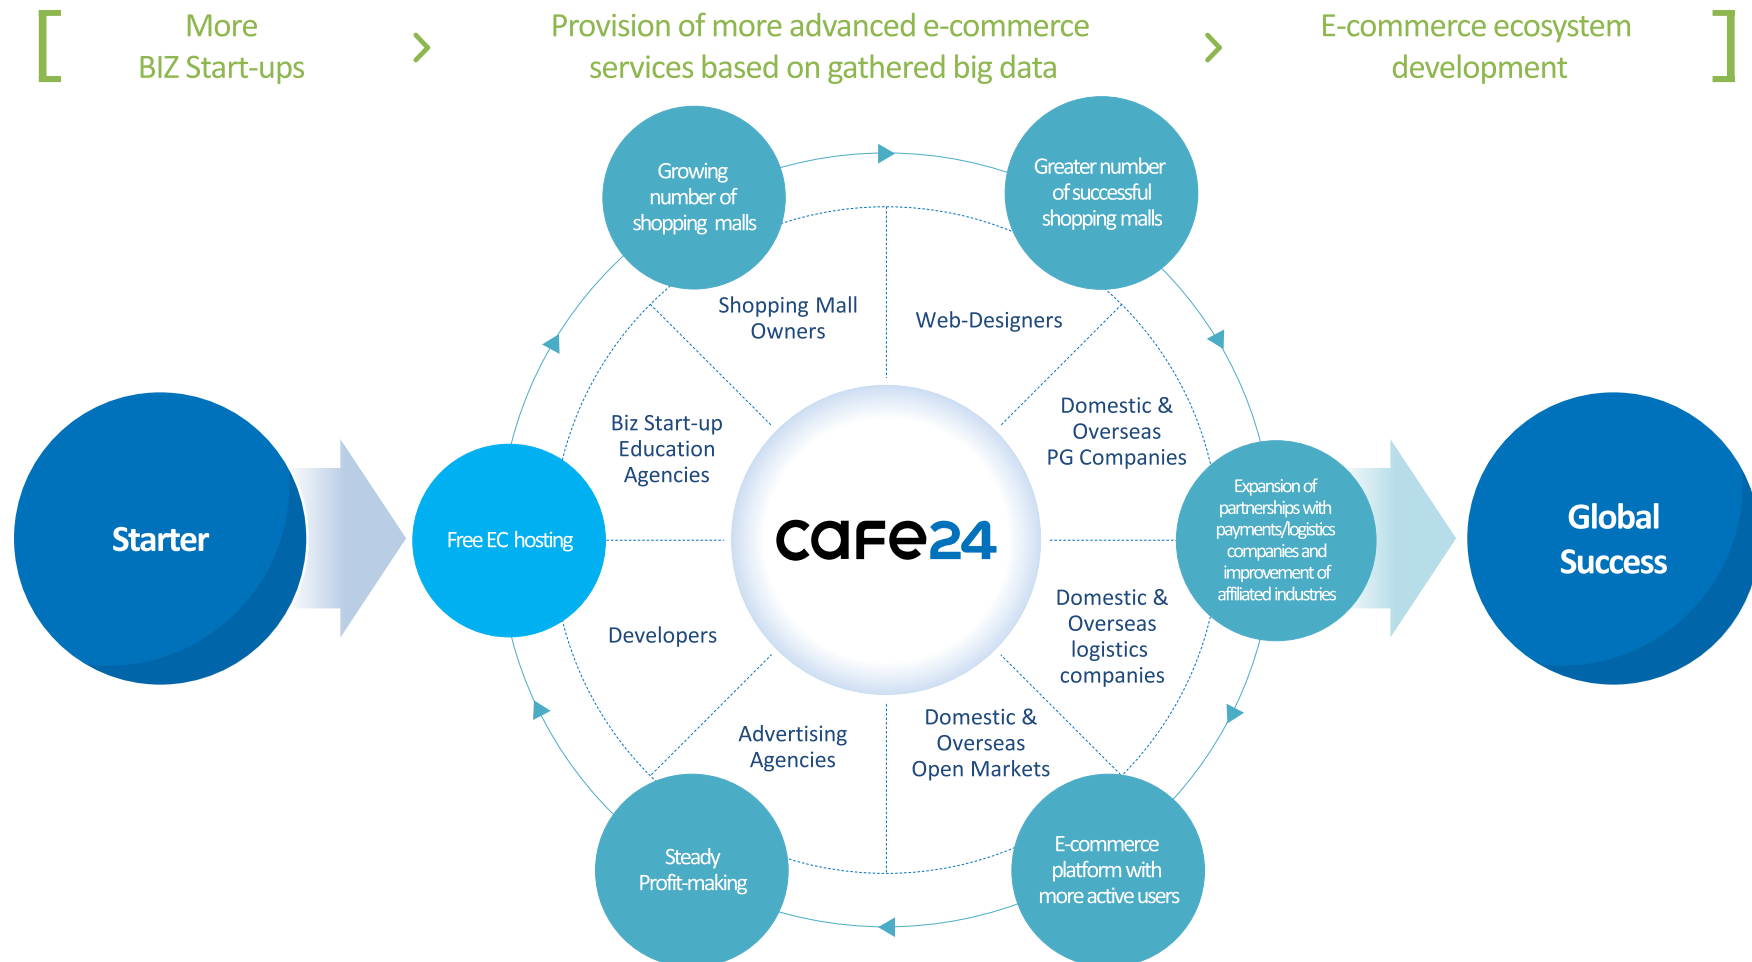 More
BIZ Start-ups
Provision of more advanced e-commerce
services based on gathered big data
E-commerce ecosystem
development
Growing
number of
shopping malls
Greater number
of successful
shopping malls
Shopping Mall
Owners
Web-Designers
Biz Start-up
Education
Agencies
Domestic &
Overseas
PG Companies
Starter
Free EC hosting
cafe24
Expansion of
partnerships with
payments/logistics
companies and
improvement of
affiliated industries
Global
Success
Developers
Domestic &
Overseas
logistics
companies
Advertising
Agencies
Domestic &
Overseas
Open Markets
Steady
Profit-making
E-commerce
platform with
more active users